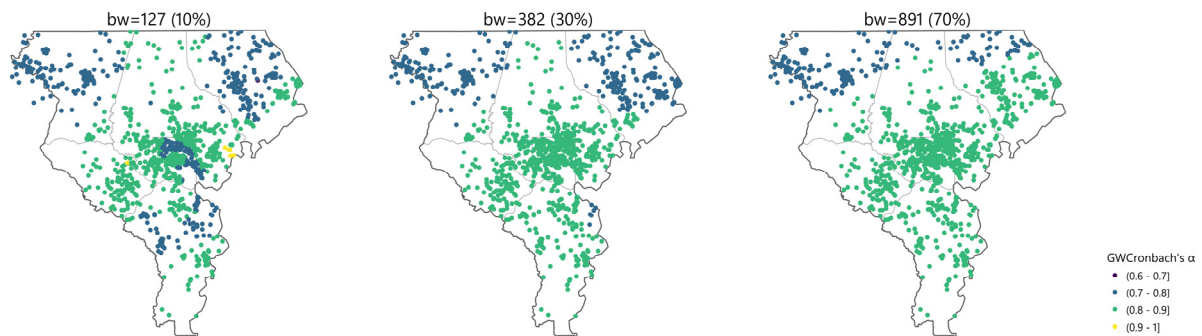 bw=127 (10%)
bw=382 (30%)
bw=891 (70%)
GWCronbach's α
(0.6 - 0.7]
(0.7 - 0.8]
(0.8 - 0.9]
(0.9 - 1]